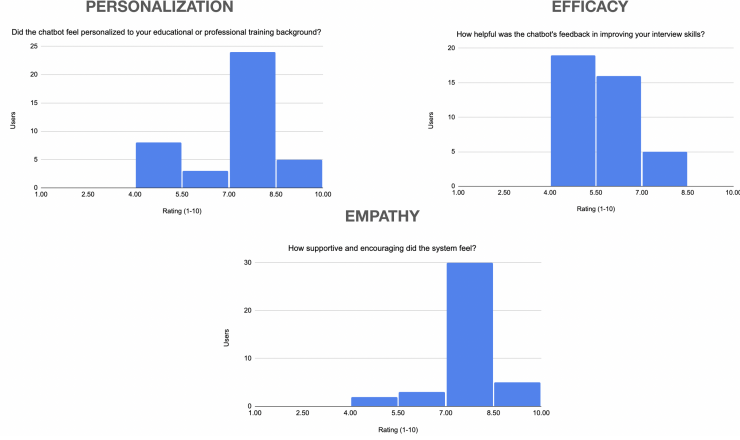 PERSONALIZATION
Did the chatbot feel personalized to your educational or professional training background?
25
20
15
10
5
0
Users
1.00 2.50 4.00 5.50 7.00 8.50 10.00
Rating (1-10)
EFFICACY
How helpful was the chatbot's feedback in improving your interview skills?
20
15
10
5
0
Users
1.00 2.50 4.00 5.50 7.00 8.50 10.00
Rating (1-10)
EMPATHY
How supportive and encouraging did the system feel?
30
20
10
0
Users
1.00 2.50 4.00 5.50 7.00 8.50 10.00
Rating (1-10)